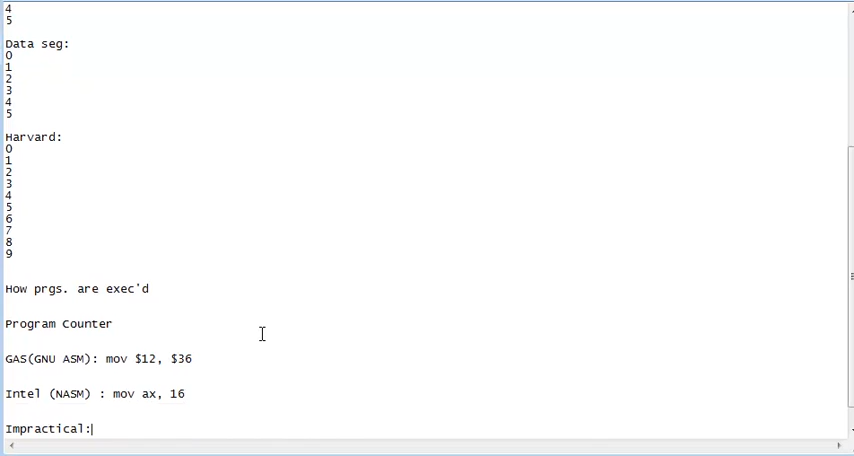 4
5
Data seg:
0
1
2
3
4
5
Harvard:
0
1
2
3
4
5
6
7
8
9
How prgs. are exec'd
Program Counter
GAS(GNU ASM): mov $12, $36
Intel (NASM) : mov ax, 16
Impractical: